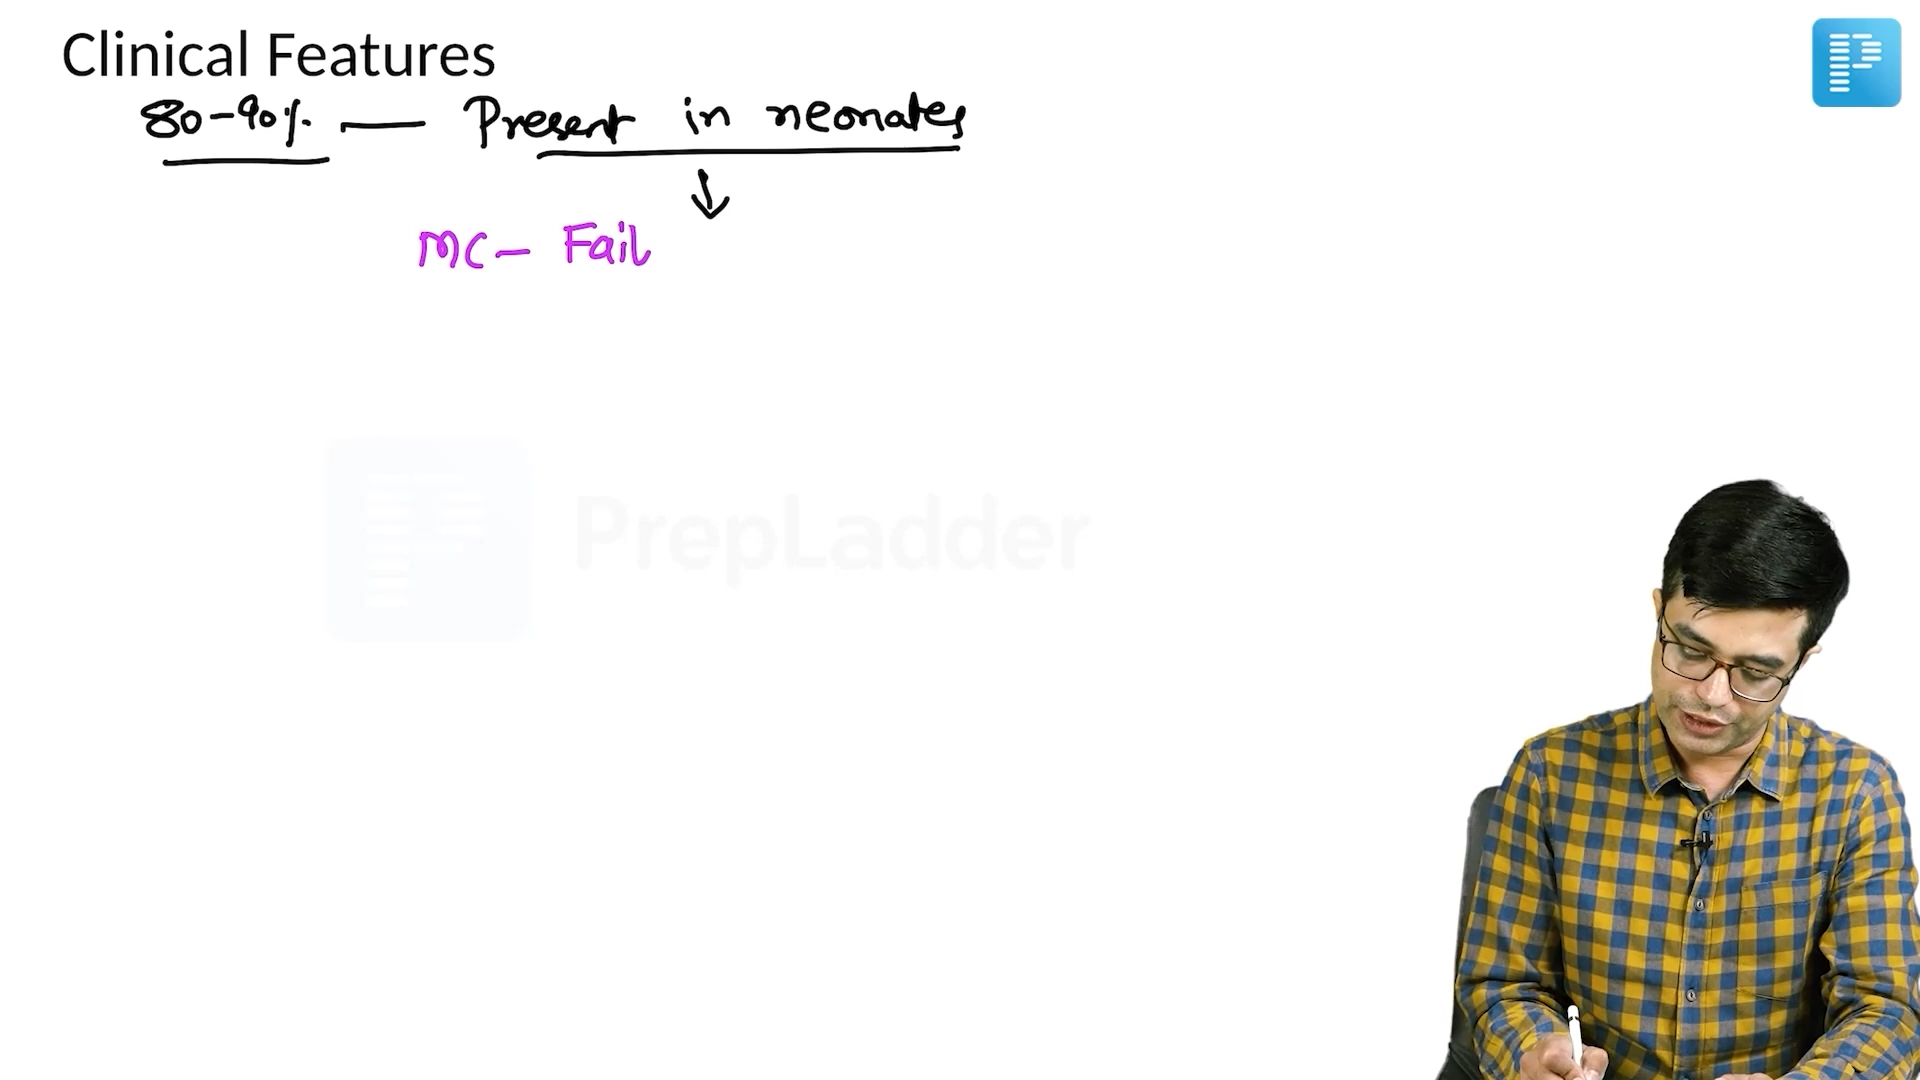 Clinical Features
80-90% — Present in neonates
↓
MC - Fail
PrepLadder